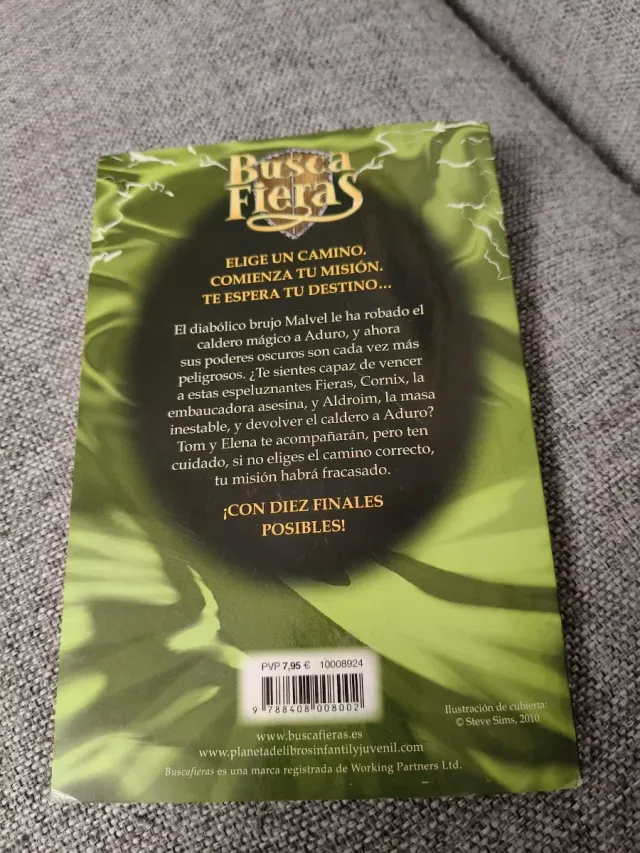 Busca
Fieras
ELIGE UN CAMINO.
COMIENZA TU MISIÓN.
TE ESPERA TU DESTINO...
El diabólico brujo Malvel le ha robado el
caldero mágico a Aduro, y ahora
sus poderes oscuros son cada vez más
peligrosos. ¿Te sientes capaz de vencer
a estas espeluznantes Fieras, Cornix, la
embaucadora asesina, y Aldroim, la masa
inestable, y devolver el caldero a Aduro?
Tom y Elena te acompañarán, pero ten
cuidado, si no eliges el camino correcto,
tu misión habrá fracasado.
¡CON DIEZ FINALES
POSIBLES!
PVP 7,95 € 10008924
9 788408 008002
Ilustración de cubierta:
© Steve Sims, 2010
www.buscafieras.es
www.planetadelibrosinfantilyjuvenil.com
Buscafieras es una marca registrada de Working Partners Ltd.